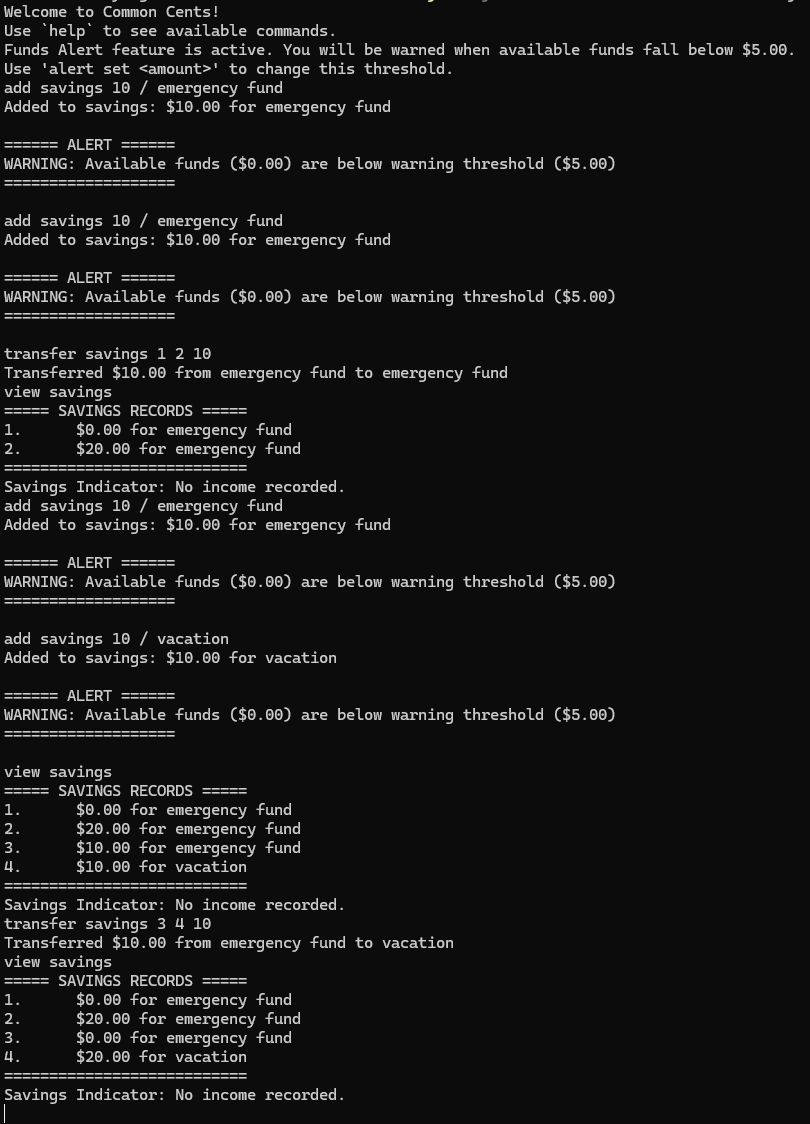 Welcome to Common Cents!
Use `help` to see available commands.
Funds Alert feature is active. You will be warned when available funds fall below $5.00.
Use 'alert set <amount>' to change this threshold.
add savings 10 / emergency fund
Added to savings: $10.00 for emergency fund

====== ALERT ======
WARNING: Available funds ($0.00) are below warning threshold ($5.00)
===================

add savings 10 / emergency fund
Added to savings: $10.00 for emergency fund

====== ALERT ======
WARNING: Available funds ($0.00) are below warning threshold ($5.00)
===================

transfer savings 1 2 10
Transferred $10.00 from emergency fund to emergency fund
view savings
===== SAVINGS RECORDS =====
1.      $0.00 for emergency fund
2.      $20.00 for emergency fund
===========================
Savings Indicator: No income recorded.
add savings 10 / emergency fund
Added to savings: $10.00 for emergency fund

====== ALERT ======
WARNING: Available funds ($0.00) are below warning threshold ($5.00)
===================

add savings 10 / vacation
Added to savings: $10.00 for vacation

====== ALERT ======
WARNING: Available funds ($0.00) are below warning threshold ($5.00)
===================

view savings
===== SAVINGS RECORDS =====
1.      $0.00 for emergency fund
2.      $20.00 for emergency fund
3.      $10.00 for emergency fund
4.      $10.00 for vacation
===========================
Savings Indicator: No income recorded.
transfer savings 3 4 10
Transferred $10.00 from emergency fund to vacation
view savings
===== SAVINGS RECORDS =====
1.      $0.00 for emergency fund
2.      $20.00 for emergency fund
3.      $0.00 for emergency fund
4.      $20.00 for vacation
===========================
Savings Indicator: No income recorded.